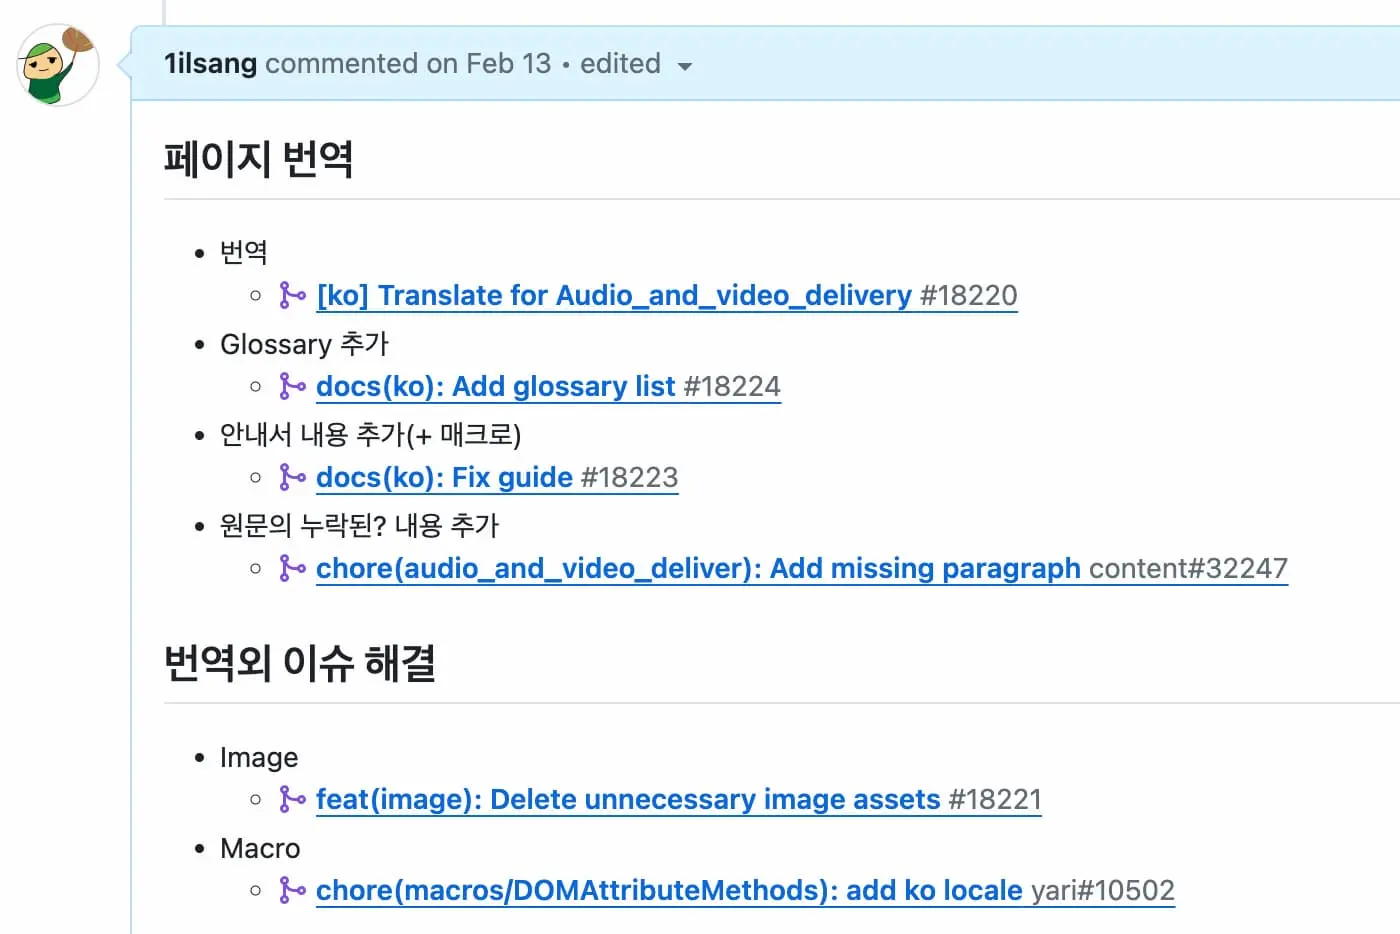 1ilsang commented on Feb 13 • edited
페이지 번역
번역
[ko] Translate for Audio_and_video_delivery #18220
Glossary 추가
docs(ko): Add glossary list #18224
안내서 내용 추가(+ 매크로)
docs(ko): Fix guide #18223
원문의 누락된? 내용 추가
chore(audio_and_video_deliver): Add missing paragraph content#32247
번역외 이슈 해결
Image
feat(image): Delete unnecessary image assets #18221
Macro
chore(macros/DOMAttributeMethods): add ko locale yari#10502